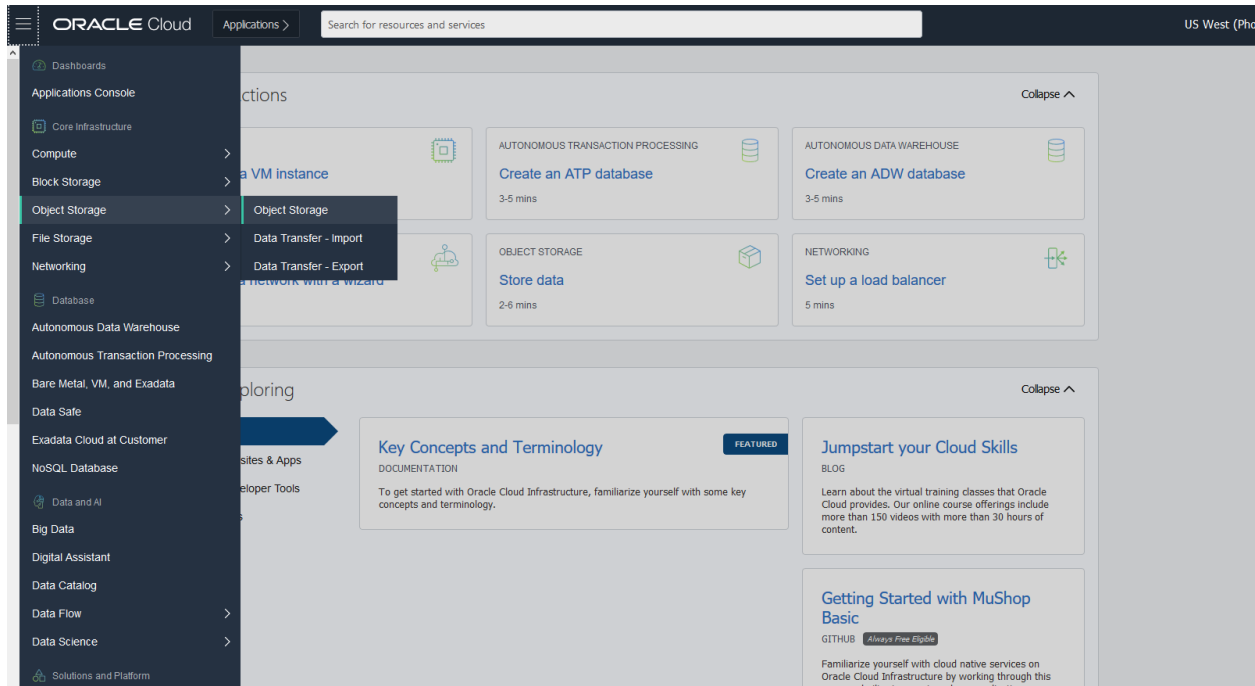 ORACLE Cloud
Applications >
Search for resources and services
US West (Pho
Dashboards
Applications Console
Core Infrastructure
Compute
Block Storage
Object Storage
File Storage
Networking
Object Storage
Data Transfer - Import
Data Transfer - Export
Database
Autonomous Data Warehouse
Autonomous Transaction Processing
Bare Metal, VM, and Exadata
Data Safe
Exadata Cloud at Customer
NoSQL Database
Data and AI
Big Data
Digital Assistant
Data Catalog
Data Flow
Data Science
Solutions and Platform
ctions
Collapse
a VM instance
AUTONOMOUS TRANSACTION PROCESSING
Create an ATP database
3-5 mins
AUTONOMOUS DATA WAREHOUSE
Create an ADW database
3-5 mins
a network with a wizard
OBJECT STORAGE
Store data
2-6 mins
NETWORKING
Set up a load balancer
5 mins
ploring
Collapse
sites & Apps
eloper Tools
s
Key Concepts and Terminology
FEATURED
DOCUMENTATION
To get started with Oracle Cloud Infrastructure, familiarize yourself with some key
concepts and terminology.
Jumpstart your Cloud Skills
BLOG
Learn about the virtual training classes that Oracle
Cloud provides. Our online course offerings include
more than 150 videos with more than 30 hours of
content.
Getting Started with MuShop
Basic
GITHUB Always Free Eligible
Familiarize yourself with cloud native services on
Oracle Cloud Infrastructure by working through this